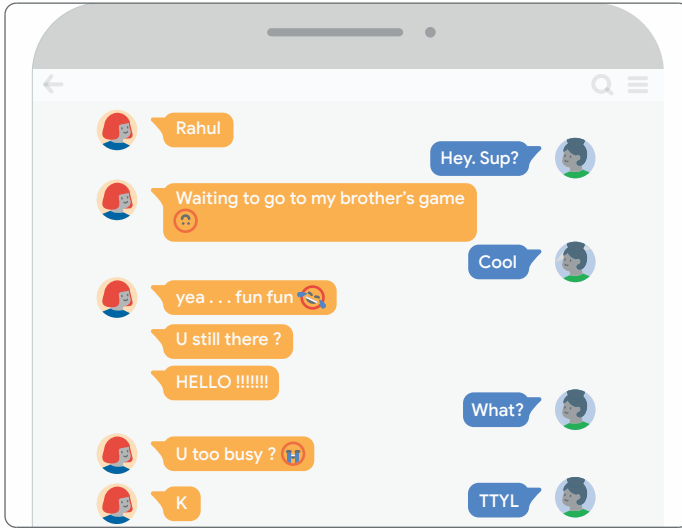 Rahul
Hey. Sup?
Waiting to go to my brother's game
🙃
Cool
yea . . . fun fun 🤣
U still there ?
HELLO !!!!!!!
What?
U too busy ? 😭
TTYL
K